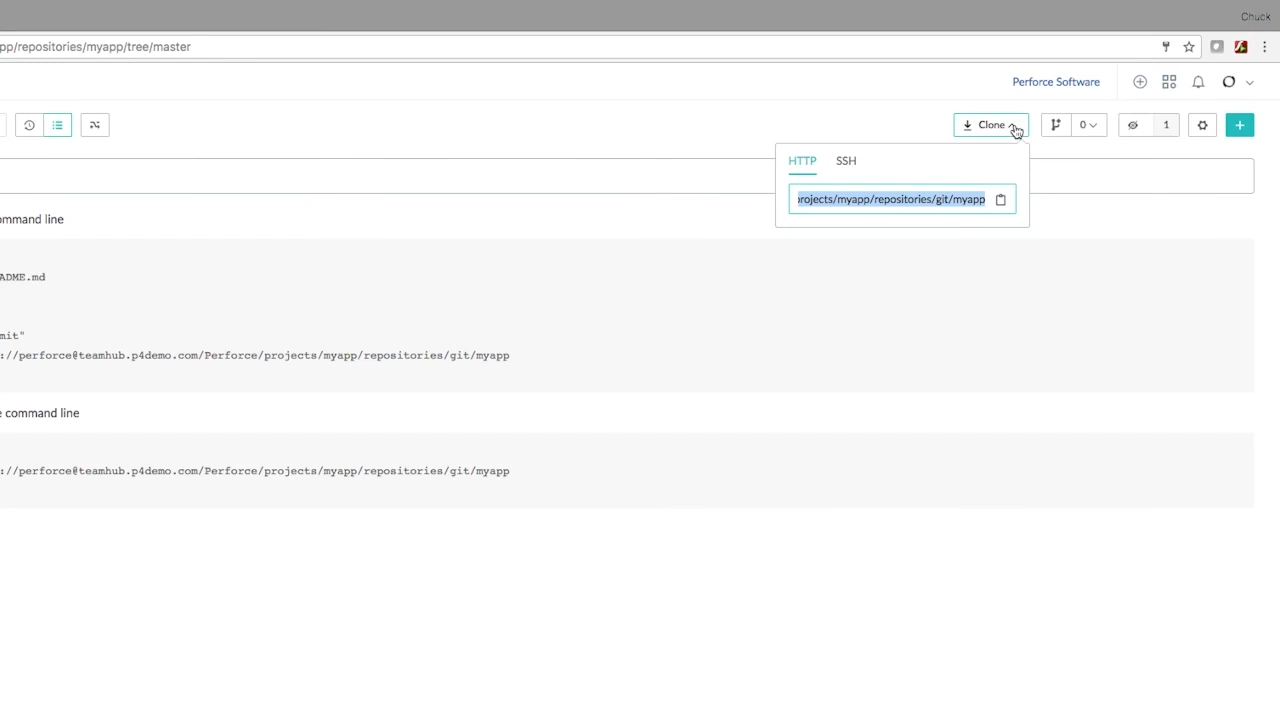 Chuck
pp/repositories/myapp/tree/master
Perforce Software
Clone
0
1
HTTP
SSH
rojects/myapp/repositories/git/myapp
ommand line
ADME.md
mit"
://perforce@teamhub.p4demo.com/Perforce/projects/myapp/repositories/git/myapp
e command line
://perforce@teamhub.p4demo.com/Perforce/projects/myapp/repositories/git/myapp